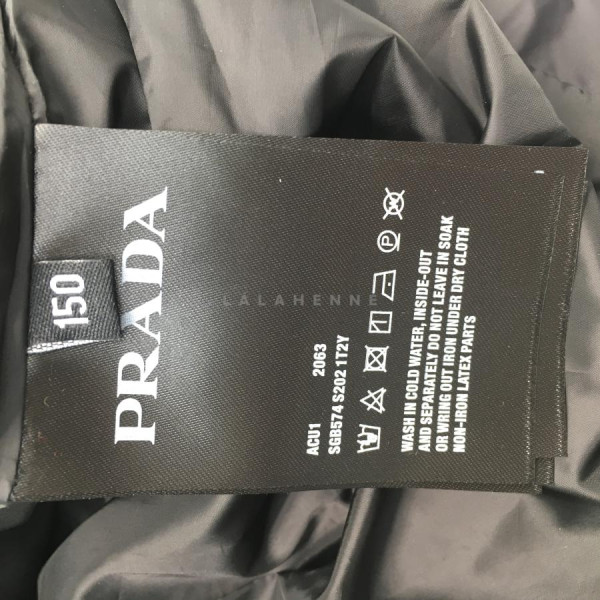 150
PRADA
ACU1 2063
SGB574 S202 1T2Y
WASH IN COLD WATER, INSIDE-OUT
AND SEPARATELY DO NOT LEAVE IN SOAK
OR WRING OUT IRON UNDER DRY CLOTH
NON-IRON LATEX PARTS
LALAHENNE